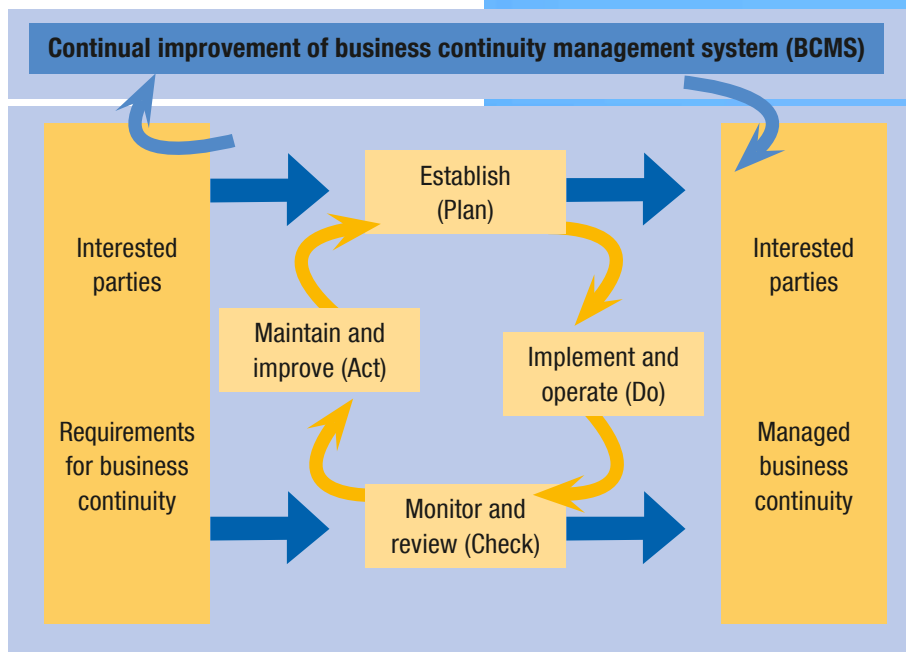 Continual improvement of business continuity management system (BCMS)
Interested
parties
Requirements
for business
continuity
Establish
(Plan)
Maintain and
improve (Act)
Implement and
operate (Do)
Monitor and
review (Check)
Interested
parties
Managed
business
continuity